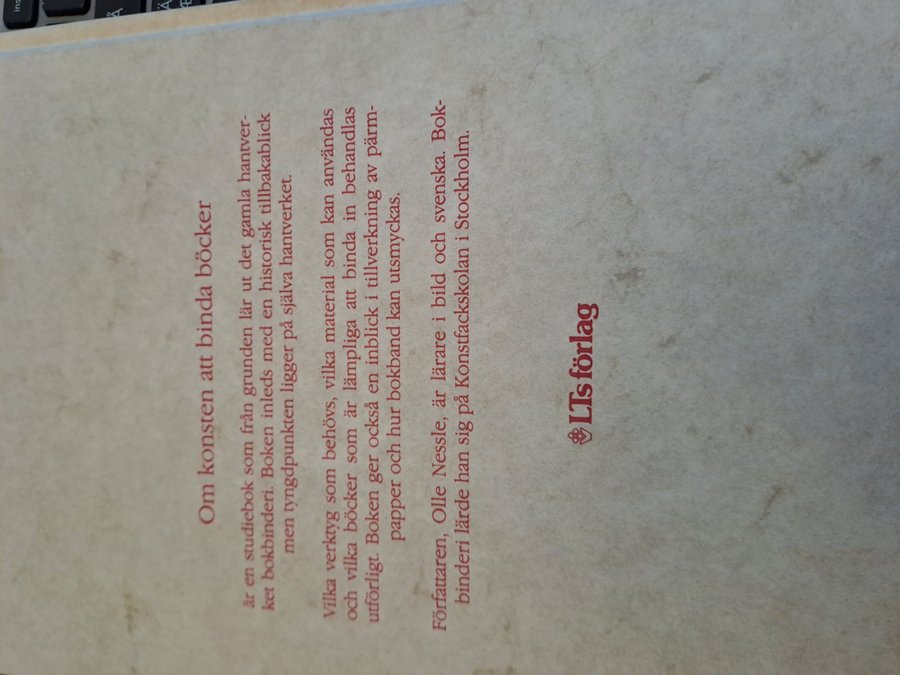 Om konsten att binda böcker
är en studiebok som från grunden lär ut det gamla hantver-
ket bokbinderi. Boken inleds med en historisk tillbakablick
men tyngdpunkten ligger på själva hantverket.
Vilka verktyg som behövs, vilka material som kan användas
och vilka böcker som är lämpliga att binda in behandlas
utförligt. Boken ger också en inblick i tillverkning av pärm-
papper och hur bokband kan utsmyckas.
Författaren, Olle Nessle, är lärare i bild och svenska. Bok-
binderi lärde han sig på Konstfackskolan i Stockholm.
LTs förlag
ins
Å
Ä
Æ